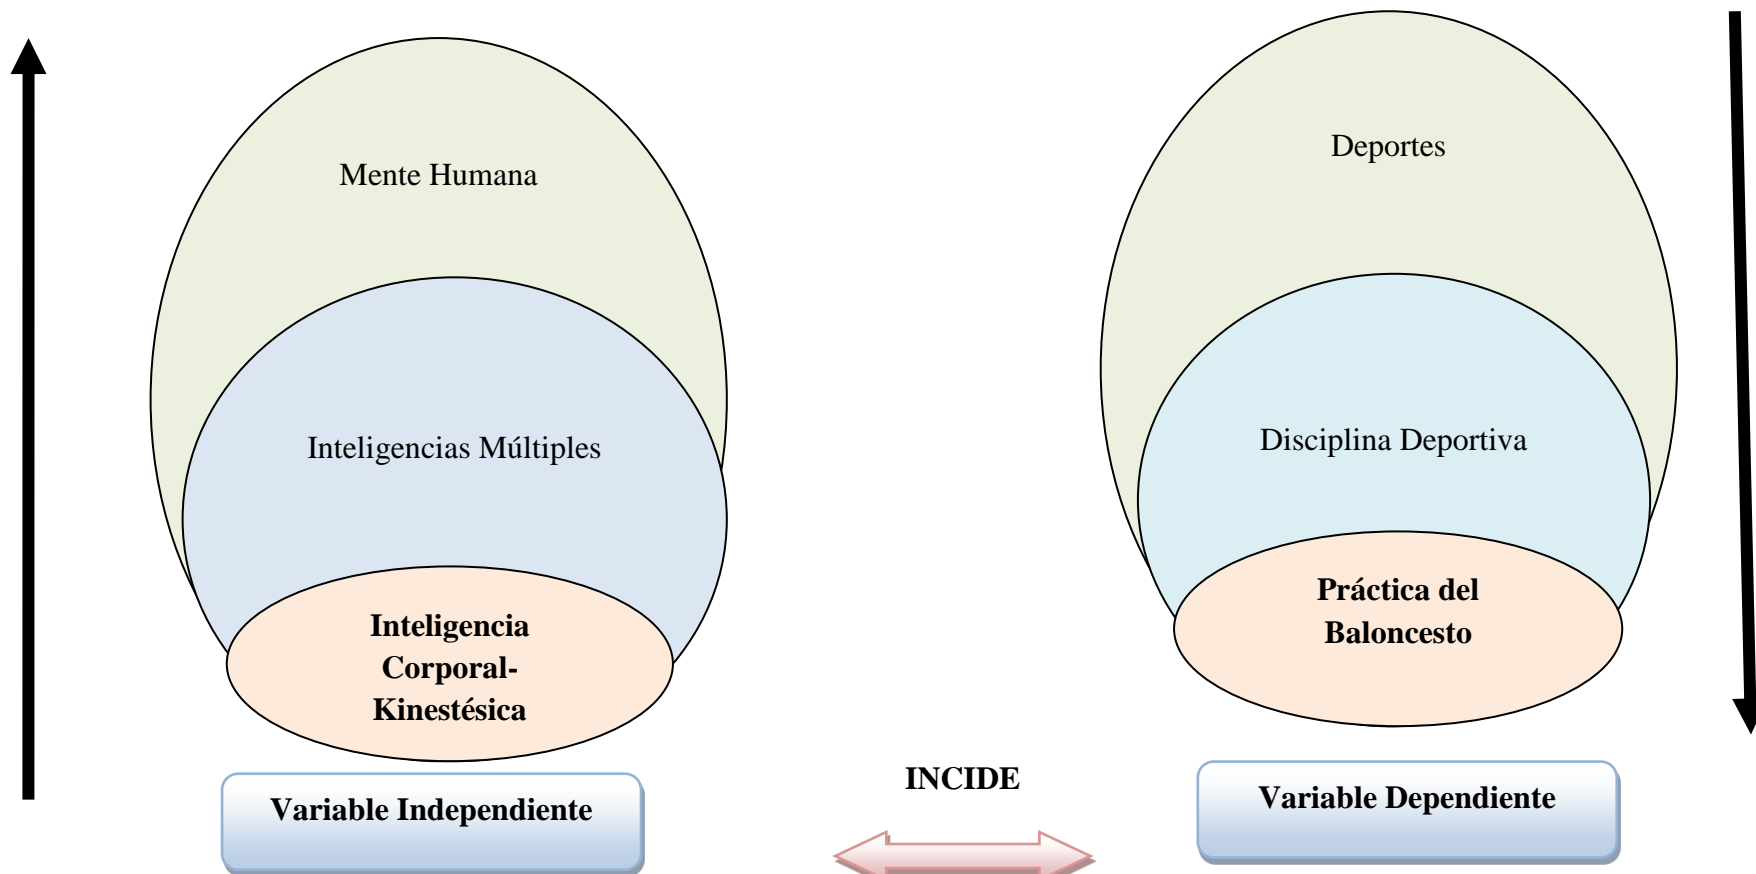 Mente Humana
Inteligencias Múltiples
Inteligencia
Corporal-
Kinestésica
Variable Independiente
INCIDE
Deportes
Disciplina Deportiva
Práctica del
Baloncesto
Variable Dependiente